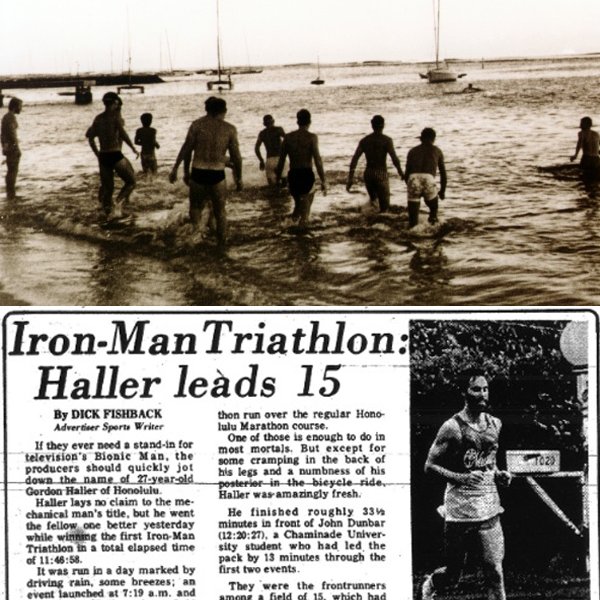 Iron-Man Triathlon:
Haller leads 15
By DICK FISHBACK
Advertiser Sports Writer
If they ever need a stand-in for
television's Bionic Man, the
producers should quickly jot
down the name of 27-year-old
Gordon Haller of Honolulu.
Haller lays no claim to the me-
chanical man's title, but he went
the fellow one better yesterday
while winning the first Iron-Man
Triathlon in a total elapsed time
of 11:46:58.
It was run in a day marked by
driving rain, some breezes; an
event launched at 7:19 a.m. and
thon run over the regular Hono-
lulu Marathon course.
One of those is enough to do in
most mortals. But except for
some cramping in the back of
his legs and a numbness of his
posterior in the bicycle ride,
Haller was amazingly fresh.
He finished roughly 33½
minutes in front of John Dunbar
(12:20:27), a Chaminade Univer-
sity student who had led the
pack by 13 minutes through the
first two events.
They were the frontrunners
among a field of 15, which had